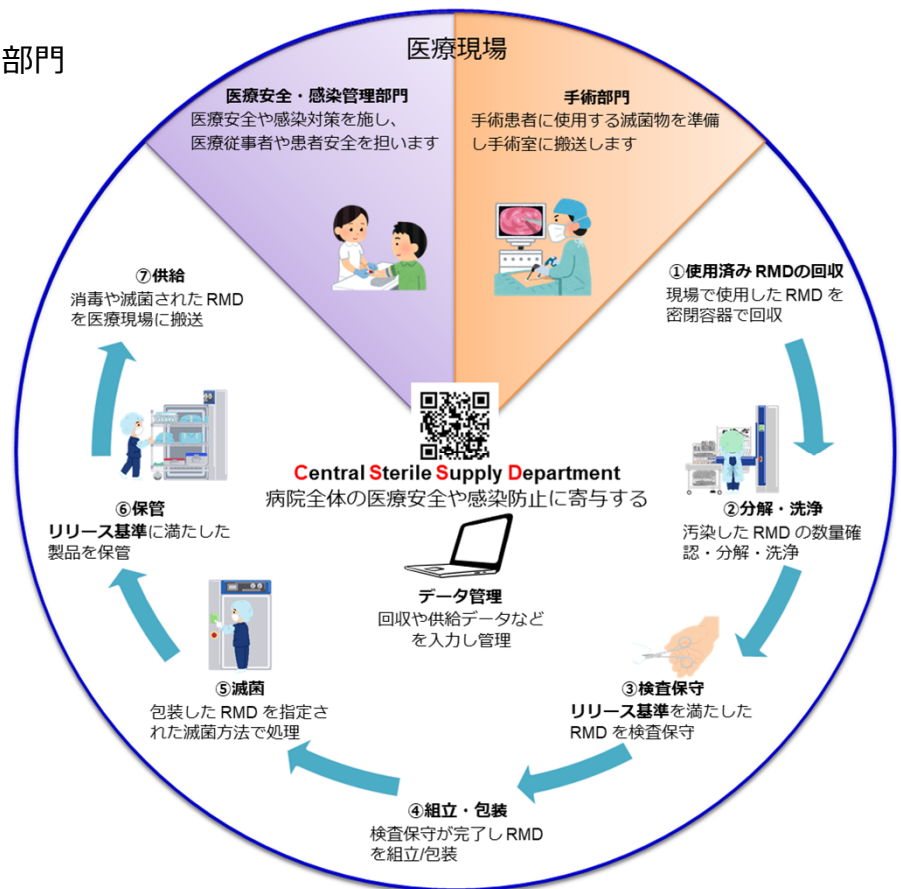 部門
医療現場
医療安全・感染管理部門
医療安全や感染対策を施し、
医療従事者や患者安全を担います
手術部門
手術患者に使用する滅菌物を準備
し手術室に搬送します
①使用済みRMDの回収
現場で使用した RMD を
密閉容器で回収
②分解・洗浄
汚染した RMD の数量確
認・分解・洗浄
③検査保守
リリース基準を満たした
RMD を検査保守
④組立・包装
検査保守が完了し RMD
を組立/包装
⑤滅菌
包装した RMD を指定さ
れた滅菌方法で処理
⑥保管
リリース基準に満たした
製品を保管
⑦供給
消毒や滅菌された RMD
を医療現場に搬送
Central Sterile Supply Department
病院全体の医療安全や感染防止に寄与する
データ管理
回収や供給データなど
を入力し管理